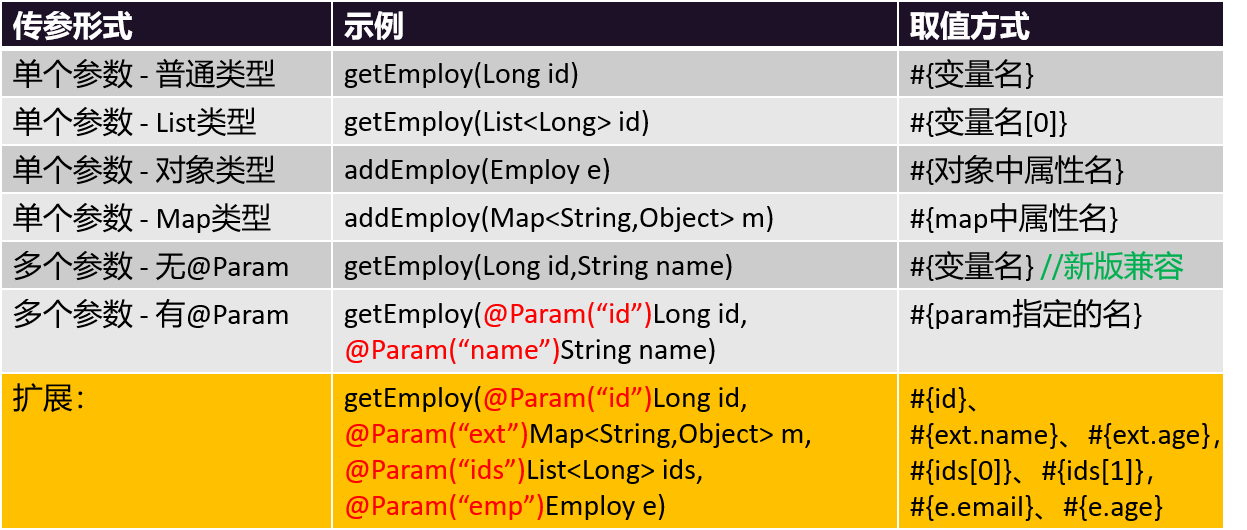 传参形式 示例 取值方式
单个参数 - 普通类型 getEmploy(Long id) #{变量名}
单个参数 - List类型 getEmploy(List<Long> id) #{变量名[0]}
单个参数 - 对象类型 addEmploy(Employ e) #{对象中属性名}
单个参数 - Map类型 addEmploy(Map<String,Object> m) #{map中属性名}
多个参数 - 无@Param getEmploy(Long id,String name) #{变量名} //新版兼容
多个参数 - 有@Param getEmploy(@Param(“id”)Long id, #{param指定的名}
@Param(“name”)String name)
扩展： getEmploy(@Param(“id”)Long id, #{id}、
@Param(“ext”)Map<String,Object> m, #{ext.name}、#{ext.age}，
@Param(“ids”)List<Long> ids, #{ids[0]}、#{ids[1]}，
@Param(“emp”)Employ e) #{e.email}、#{e.age}